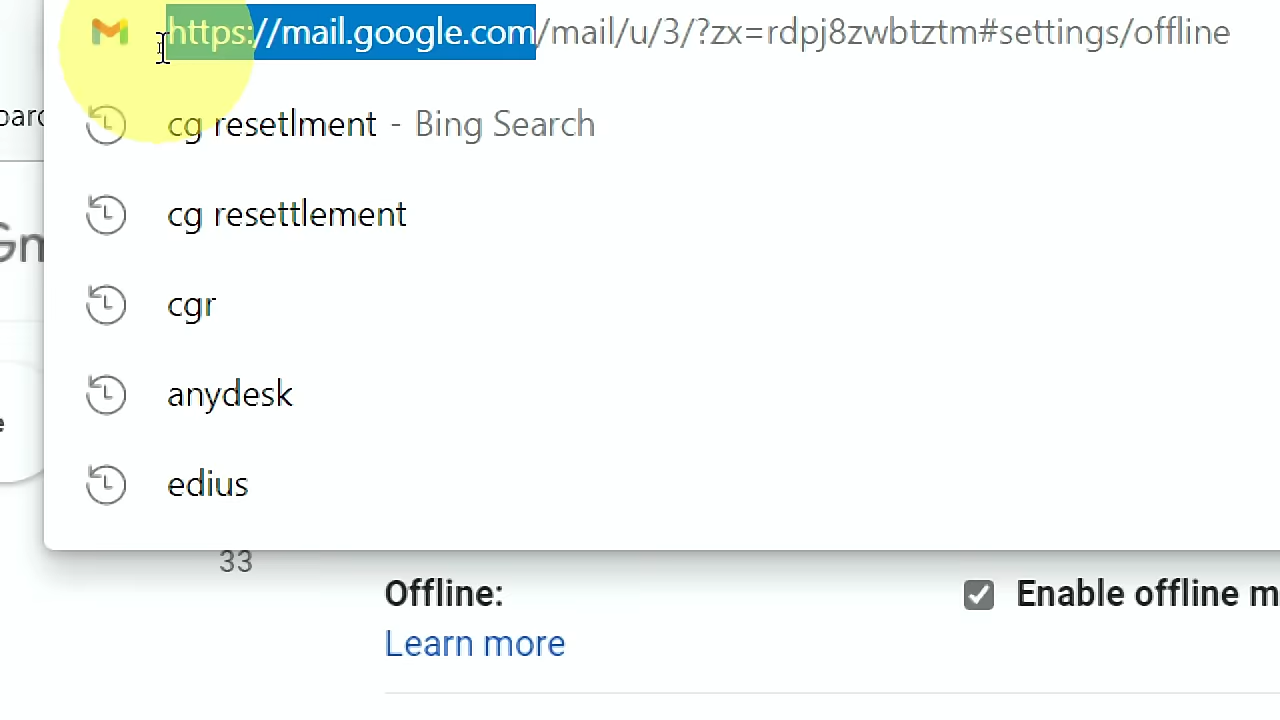 https://mail.google.com/mail/u/3/?zx=rdpj8zwbtztm#settings/offline
cg resetlment - Bing Search
cg resettlement
cgr
anydesk
edius
33
Offline:
Enable offline m
Learn more